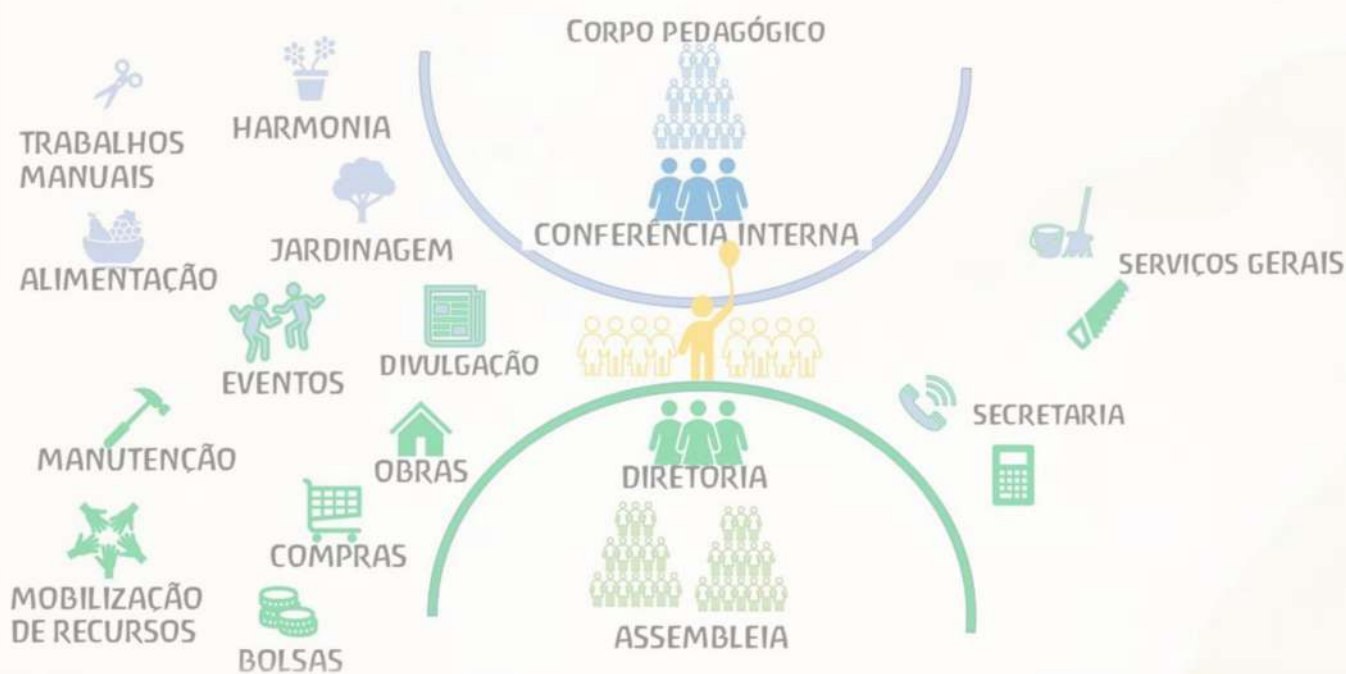 CORPO PEDAGÓGICO
TRABALHOS
MANUAIS
HARMONIA
ALIMENTAÇÃO
JARDINAGEM
CONFERÊNCIA INTERNA
SERVIÇOS GERAIS
EVENTOS
DIVULGAÇÃO
SECRETARIA
MANUTENÇÃO
OBRAS
DIRETORIA
COMPRAS
MOBILIZAÇÃO
DE RECURSOS
BOLSAS
ASSEMBLEIA